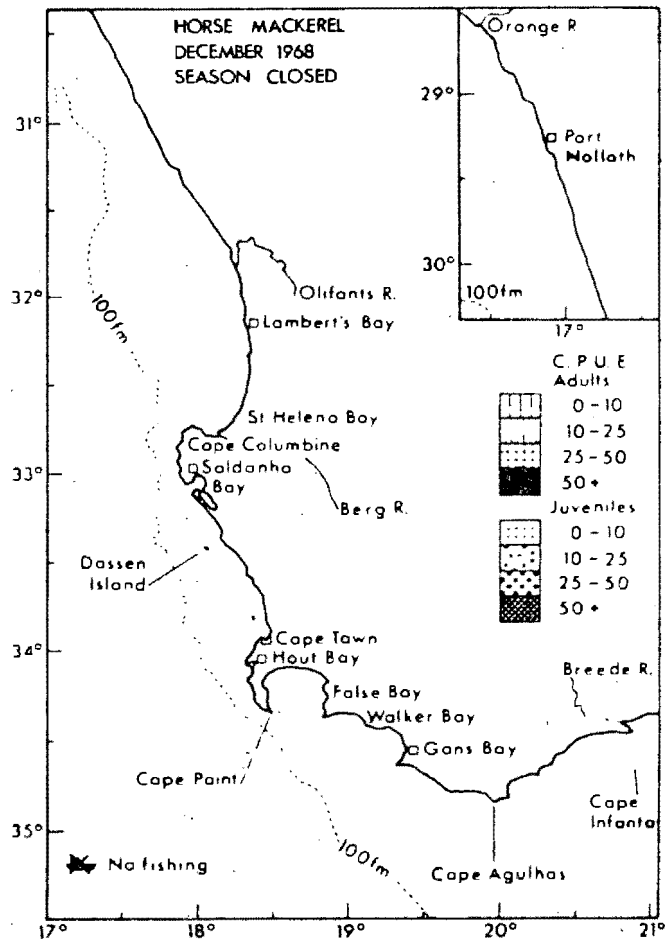 HORSE MACKEREL
DECEMBER 1968
SEASON CLOSED
Orange R
29°
Port
Nolloth
30°
100fm
17°
31°
32°
33°
34°
35°
100fm
Olifants R.
Lambert's Bay
St Helena Bay
Cape Columbine
Saldanha
Bay
Berg R.
Dassen
Island
Cape Town
Hout Bay
False Bay
Walker Bay
Gans Bay
Breede R.
Cape Point
Cape
Infanta
Cape Agulhas
100fm
No fishing
C. P. U. E
Adults
0-10
10-25
25-50
50+
Juveniles
0-10
10-25
25-50
50+
17°
18°
19°
20°
21°